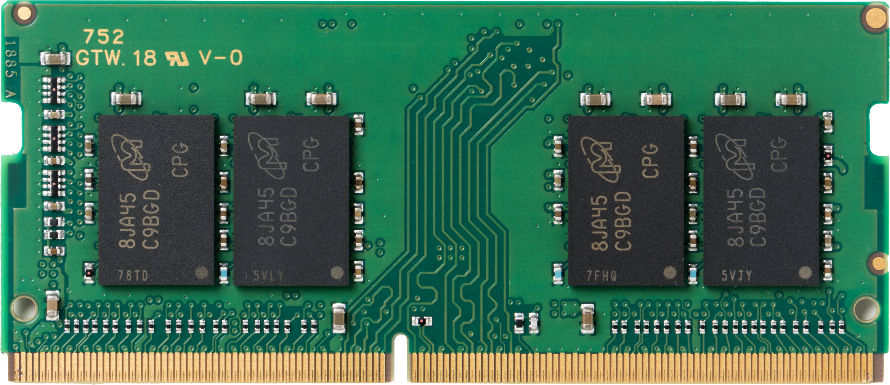 752
GTW. 18 V-0
1885 A
CPG
8JA45
C9BGD
78TD
CPG
8JA45
C9BGD
5VLY
CPG
8JA45
C9BGD
7FHQ
CPG
8JA45
C9BGD
5VJY